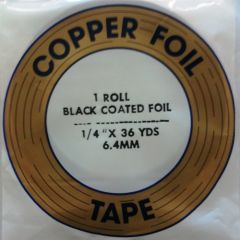 COPPER FOIL
1 ROLL
BLACK COATED FOIL
1/4" X 36 YDS
6.4MM
TAPE